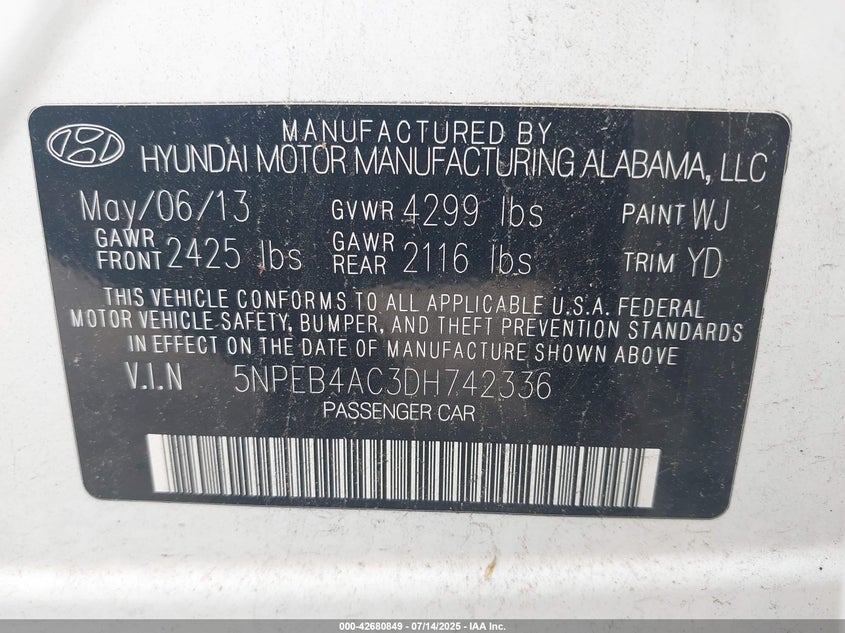 MANUFACTURED BY
HYUNDAI MOTOR MANUFACTURING ALABAMA, LLC
May/06/13 GVWR 4299 lbs PAINT WJ
GAWR FRONT 2425 lbs GAWR REAR 2116 lbs TRIM YD
THIS VEHICLE CONFORMS TO ALL APPLICABLE U.S.A. FEDERAL
MOTOR VEHICLE SAFETY, BUMPER, AND THEFT PREVENTION STANDARDS
IN EFFECT ON THE DATE OF MANUFACTURE SHOWN ABOVE
V.I.N 5NPEB4AC3DH742336
PASSENGER CAR
000-42680849 - 07/14/2025 - IAA Inc.